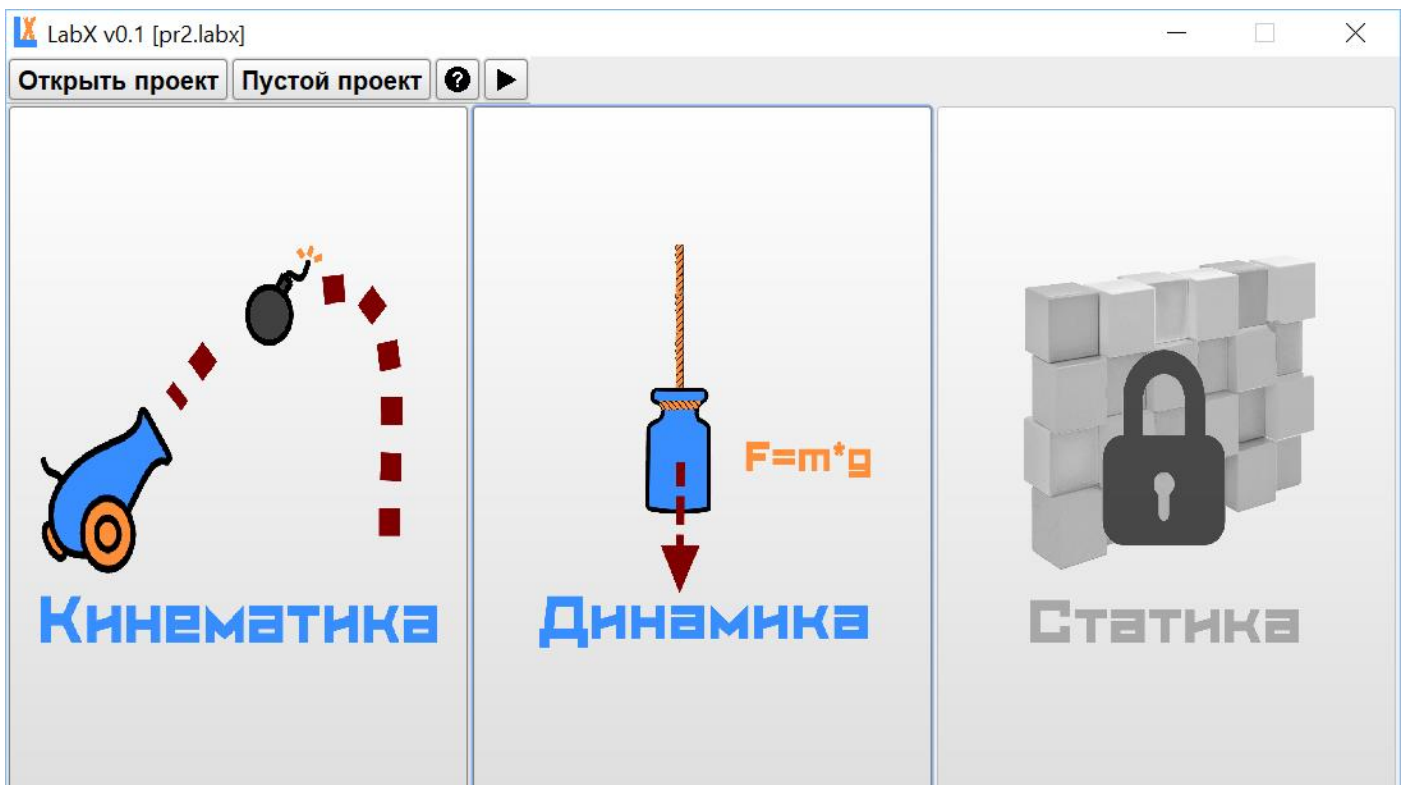 LabX v0.1 [pr2.labx]
Открыть проект Пустой проект ?
F=m*g
Кинематика Динамика Статика